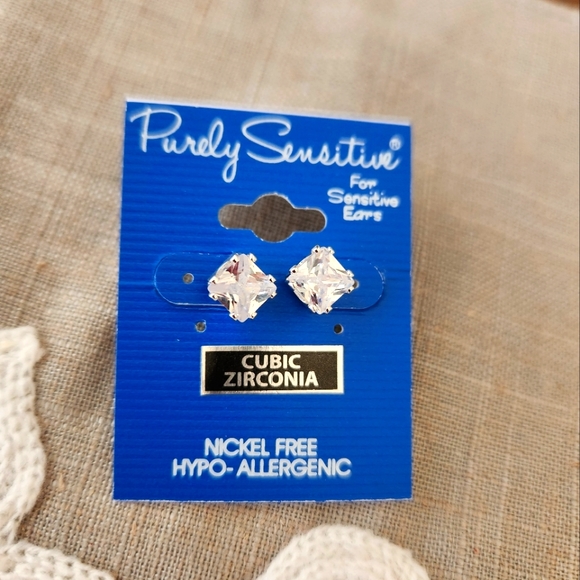 Purely Sensitive®
For
Sensitive
Ears
CUBIC
ZIRCONIA
NICKEL FREE
HYPO-ALLERGENIC